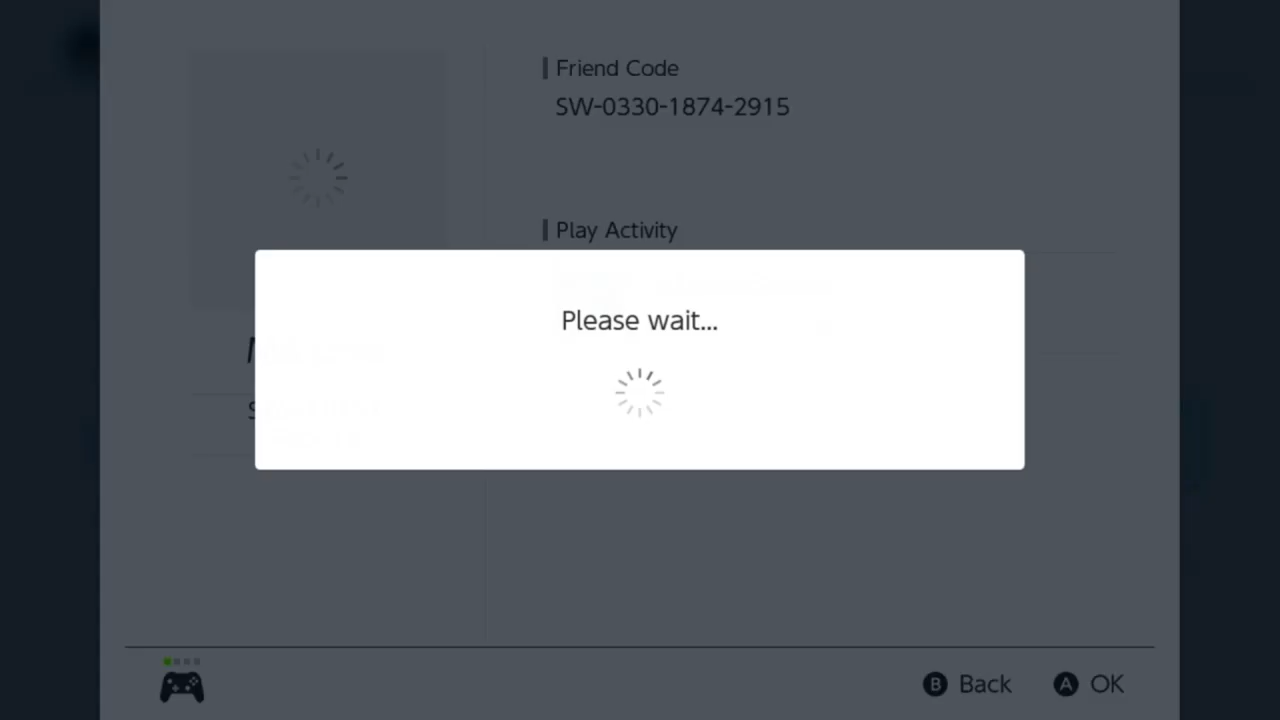 Friend Code
SW-0330-1874-2915
Play Activity
Please wait...
B Back
A OK